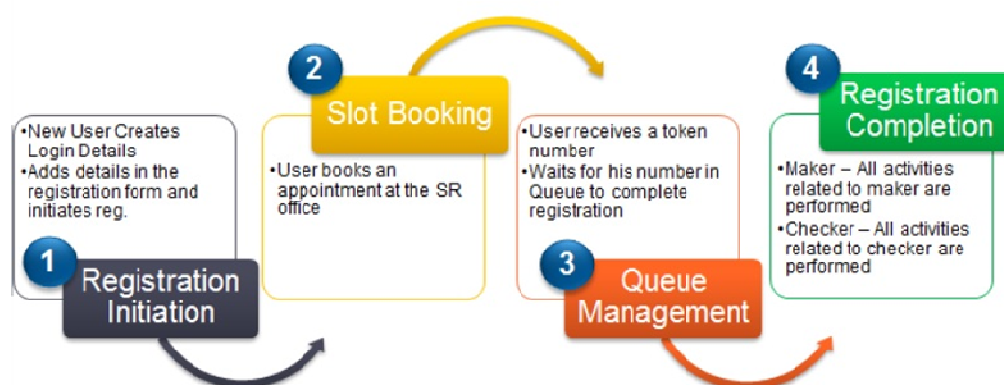 1
Registration
Initiation
•New User Creates
Login Details
•Adds details in the
registration form and
initiates reg.
2
Slot Booking
•User books an
appointment at the SR
office
3
Queue
Management
•User receives a token
number
•Waits for his number in
Queue to complete
registration
4
Registration
Completion
•Maker – All activities
related to maker are
performed
•Checker – All activities
related to checker are
performed